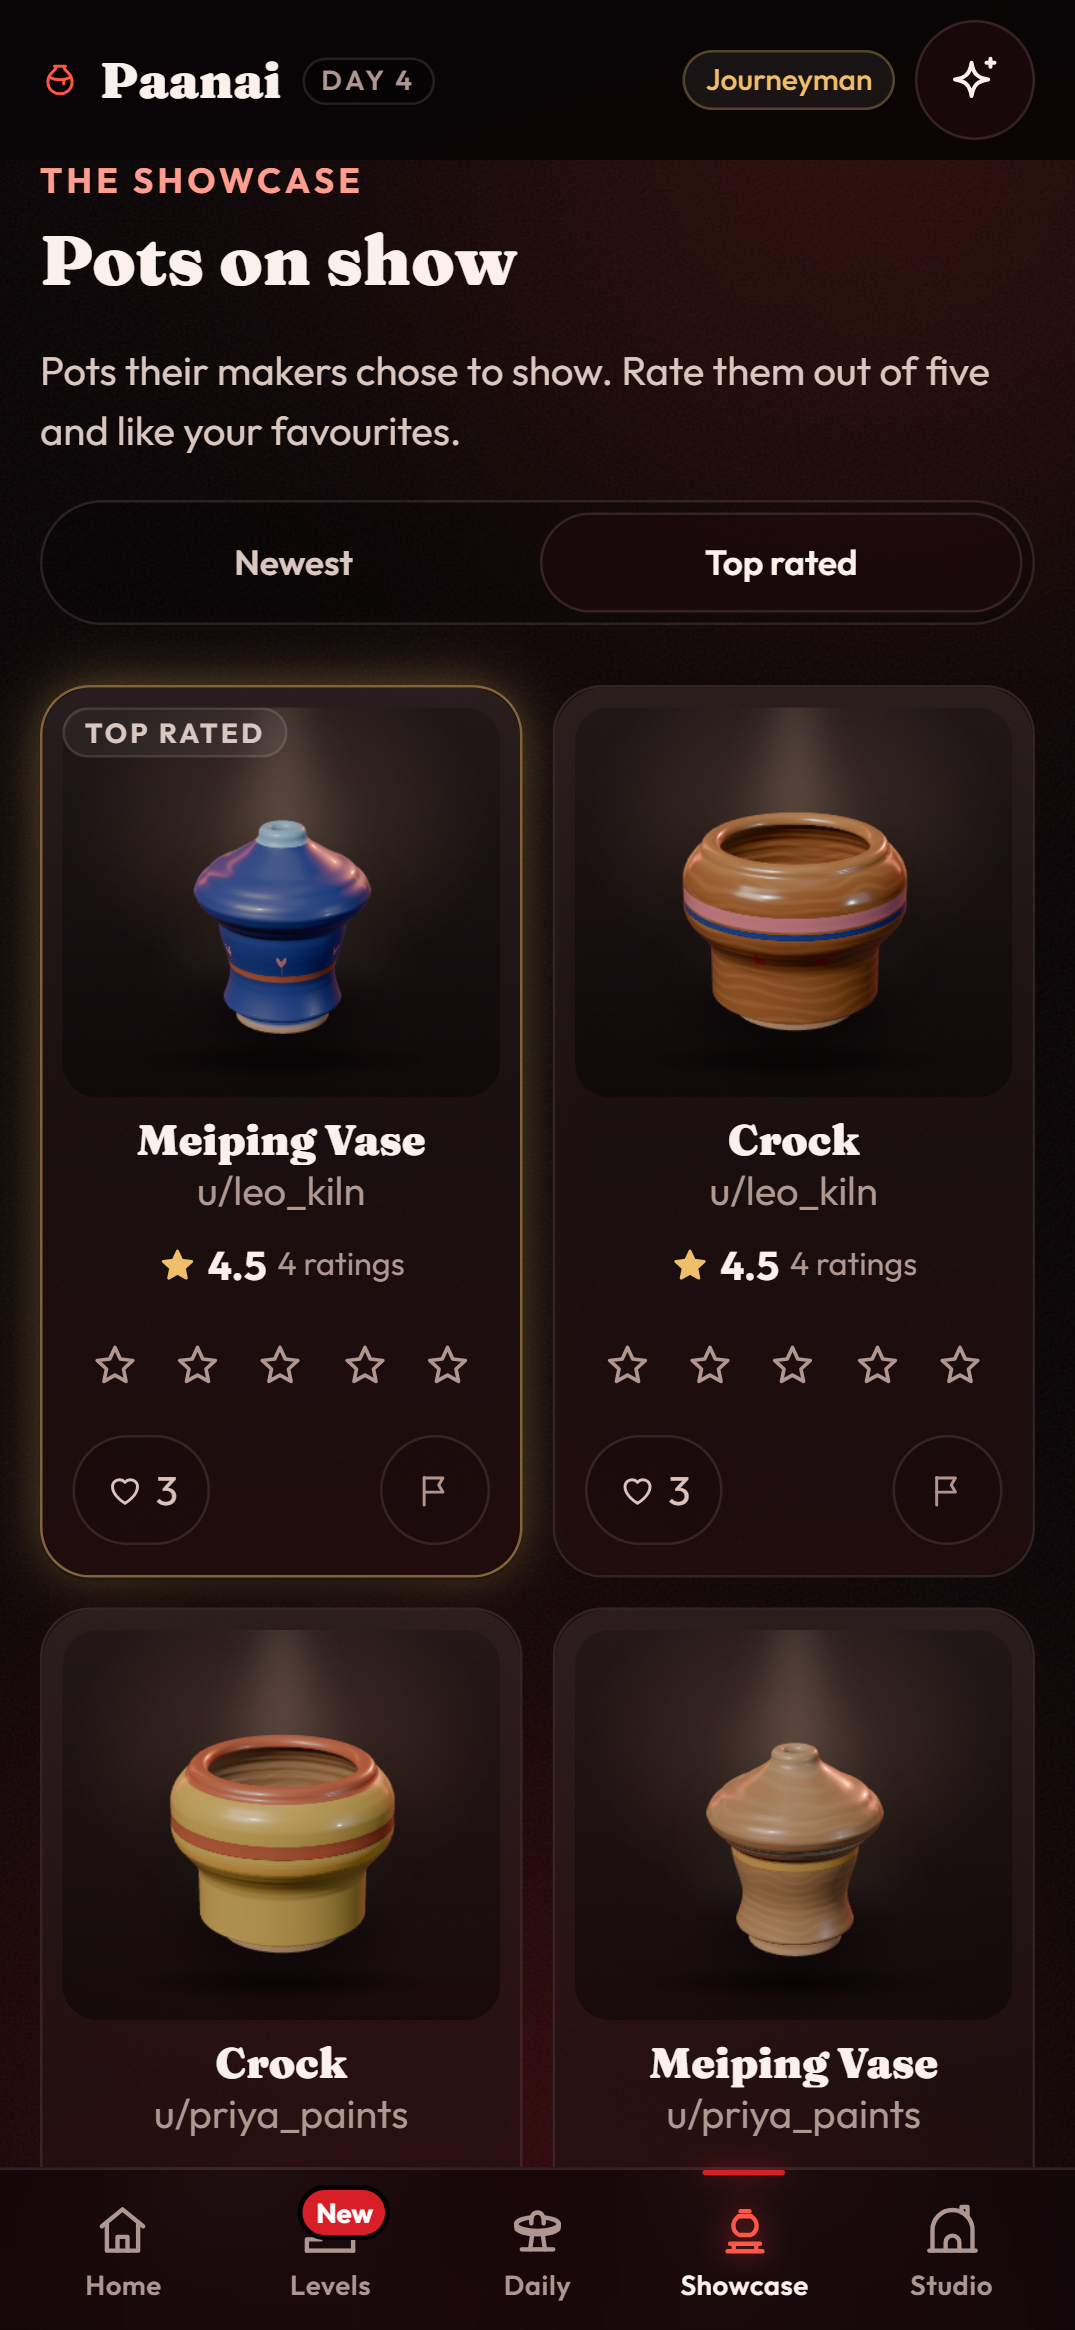 Paanai DAY 4 Journeyman
THE SHOWCASE
Pots on show
Pots their makers chose to show. Rate them out of five
and like your favourites.
Newest Top rated
TOP RATED
Meiping Vase
u/leo_kiln
4.5 4 ratings
3
Crock
u/leo_kiln
4.5 4 ratings
3
Crock
u/priya_paints
Meiping Vase
u/priya_paints
New
Home Levels Daily Showcase Studio